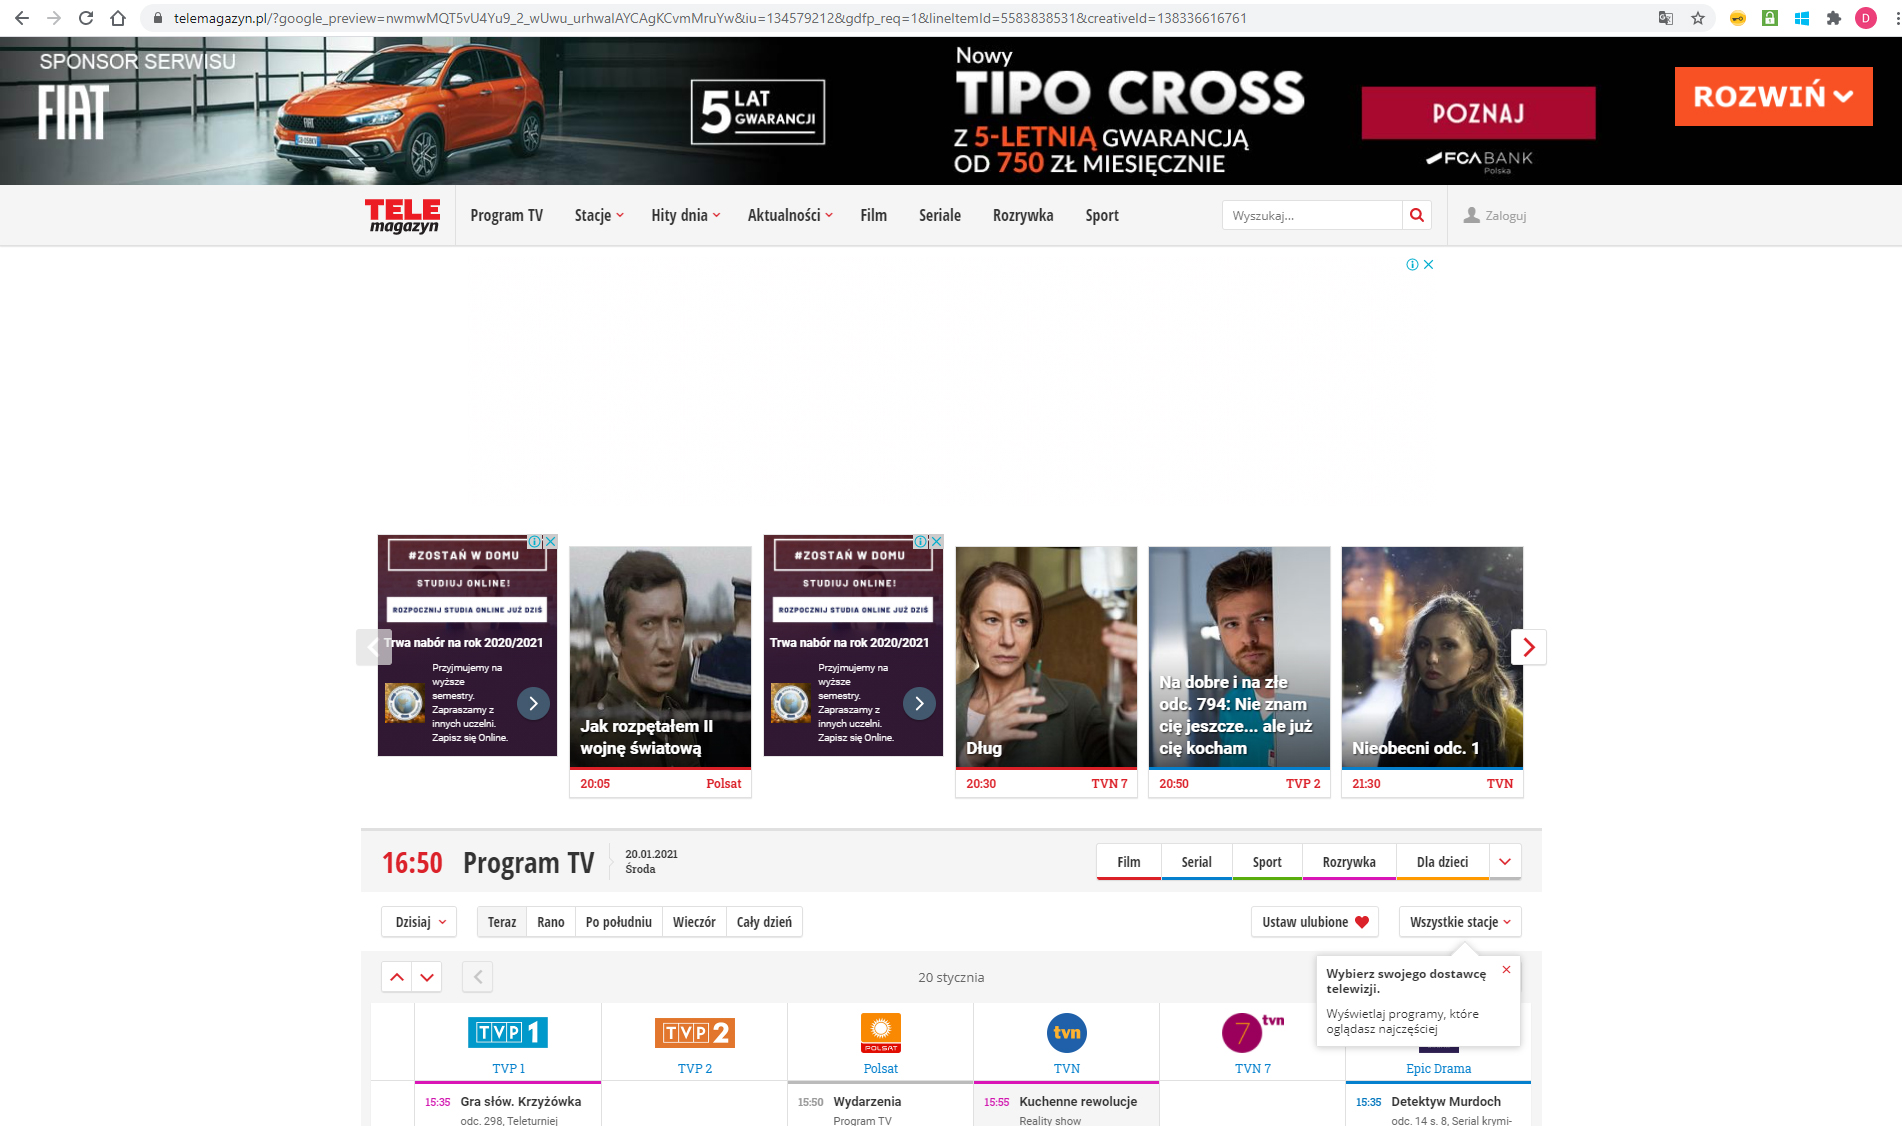 telemagazyn.pl/?google_preview=nwmwMQT5vU4Yu9_2_wUwu_urhwaIAYCAgKCvmMruYw&iu=134579212&gdfp_req=1&lineItemId=5583838531&creativeId=138336616761
D
SPONSOR SERWISU
FIAT
5 LAT GWARANCJI
Nowy
TIPO CROSS
Z 5-LETNIĄ GWARANCJĄ
OD 750 ZŁ MIESIĘCZNIE
POZNAJ
FCA BANK
Polska
ROZWIŃ
TELE
magazyn
Program TV Stacje Hity dnia Aktualności Film Seriale Rozrywka Sport
Wyszukaj...
Zaloguj
#ZOSTAŃ W DOMU
STUDIUJ ONLINE!
ROZPOCZNIJ STUDIA ONLINE JUŻ DZIŚ
Trwa nabór na rok 2020/2021
Przyjmujemy na
wyższe
semestry.
Zapraszamy z
innych uczelni.
Zapisz się Online.
Jak rozpętałem II
wojnę światową
20:05 Polsat
#ZOSTAŃ W DOMU
STUDIUJ ONLINE!
ROZPOCZNIJ STUDIA ONLINE JUŻ DZIŚ
Trwa nabór na rok 2020/2021
Przyjmujemy na
wyższe
semestry.
Zapraszamy z
innych uczelni.
Zapisz się Online.
Dług
20:30 TVN 7
Na dobre i na złe
odc. 794: Nie znam
cię jeszcze... ale już
cię kocham
20:50 TVP 2
Nieobecni odc. 1
21:30 TVN
16:50 Program TV
20.01.2021
Środa
Film Serial Sport Rozrywka Dla dzieci
Dzisiaj Teraz Rano Po południu Wieczór Cały dzień Ustaw ulubione Wszystkie stacje
20 stycznia
Wybierz swojego dostawcę
telewizji.
Wyświetlaj programy, które
oglądasz najczęściej
TVP 1 TVP 2 POLSAT tvn 7 tvn
TVP 1 TVP 2 Polsat TVN TVN 7 Epic Drama
15:35 Gra słów. Krzyżówka
odc. 298, Teleturniej
15:50 Wydarzenia
Program TV
15:55 Kuchenne rewolucje
Reality show
15:35 Detektyw Murdoch
odc. 14 s. 8, Serial krymi-